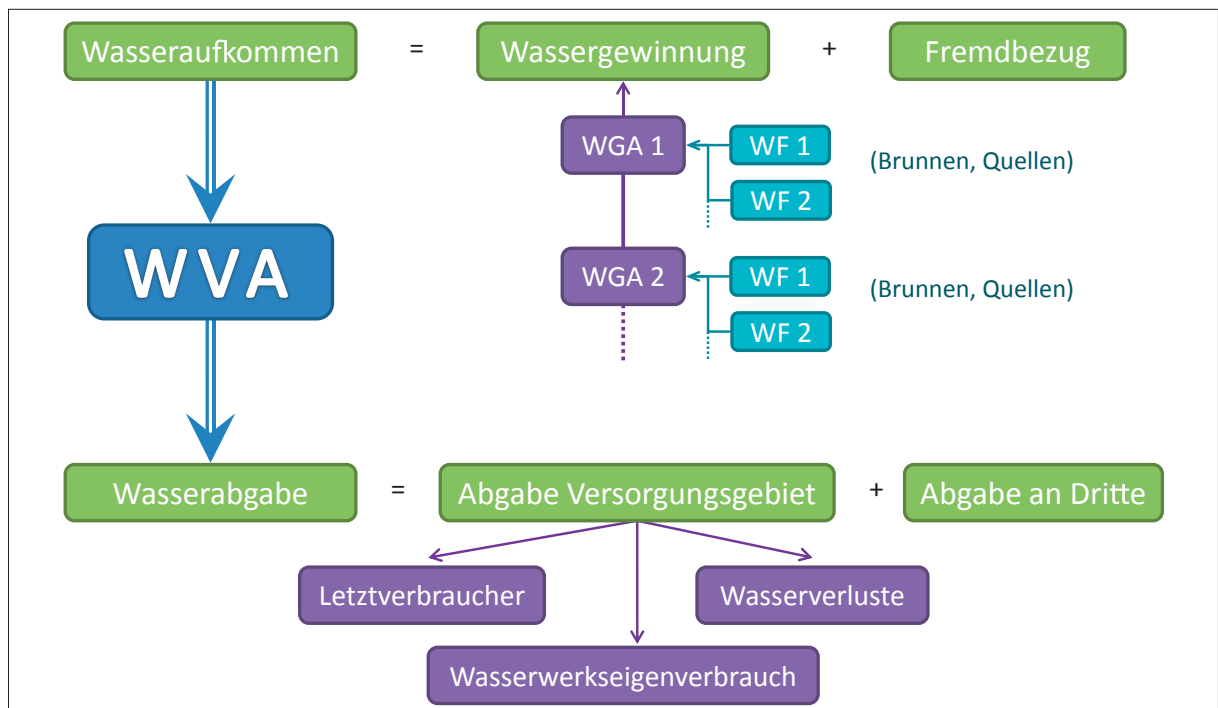 Wasseraufkommen = Wassergewinnung + Fremdbezug
WGA 1 WF 1 (Brunnen, Quellen)
WF 2
WVA
WGA 2 WF 1 (Brunnen, Quellen)
WF 2
Wasserabgabe = Abgabe Versorgungsgebiet + Abgabe an Dritte
Letztverbraucher Wasserverluste
Wasserwerkseigenverbrauch